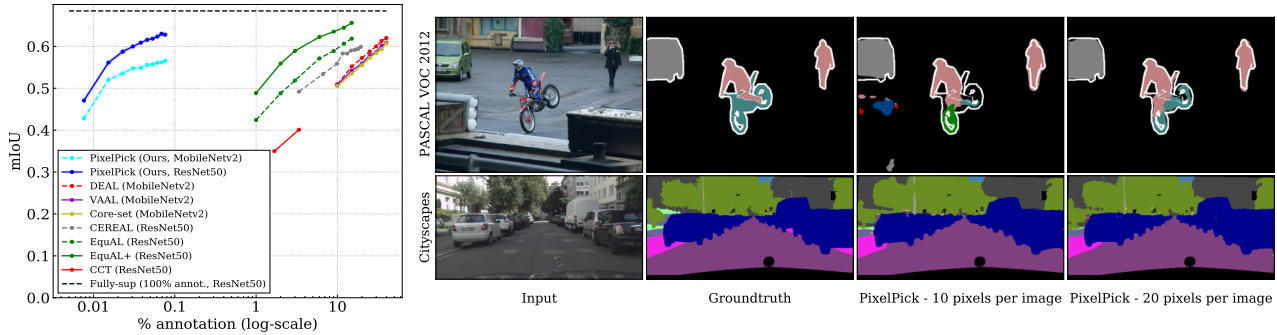 0.6
0.5
0.4
0.3
0.2
0.1
0.0
mIoU
0.01
0.1
1
10
% annotation (log-scale)
PixelPick (Ours, MobileNetv2)
PixelPick (Ours, ResNet50)
DEAL (MobileNetv2)
VAAL (MobileNetv2)
Core-set (MobileNetv2)
CEREAL (ResNet50)
EquAL (ResNet50)
EquAL+ (ResNet50)
CCT (ResNet50)
Fully-sup (100% annot., ResNet50)
PASCAL VOC 2012
Cityscapes
Input
Groundtruth
PixelPick - 10 pixels per image
PixelPick - 20 pixels per image